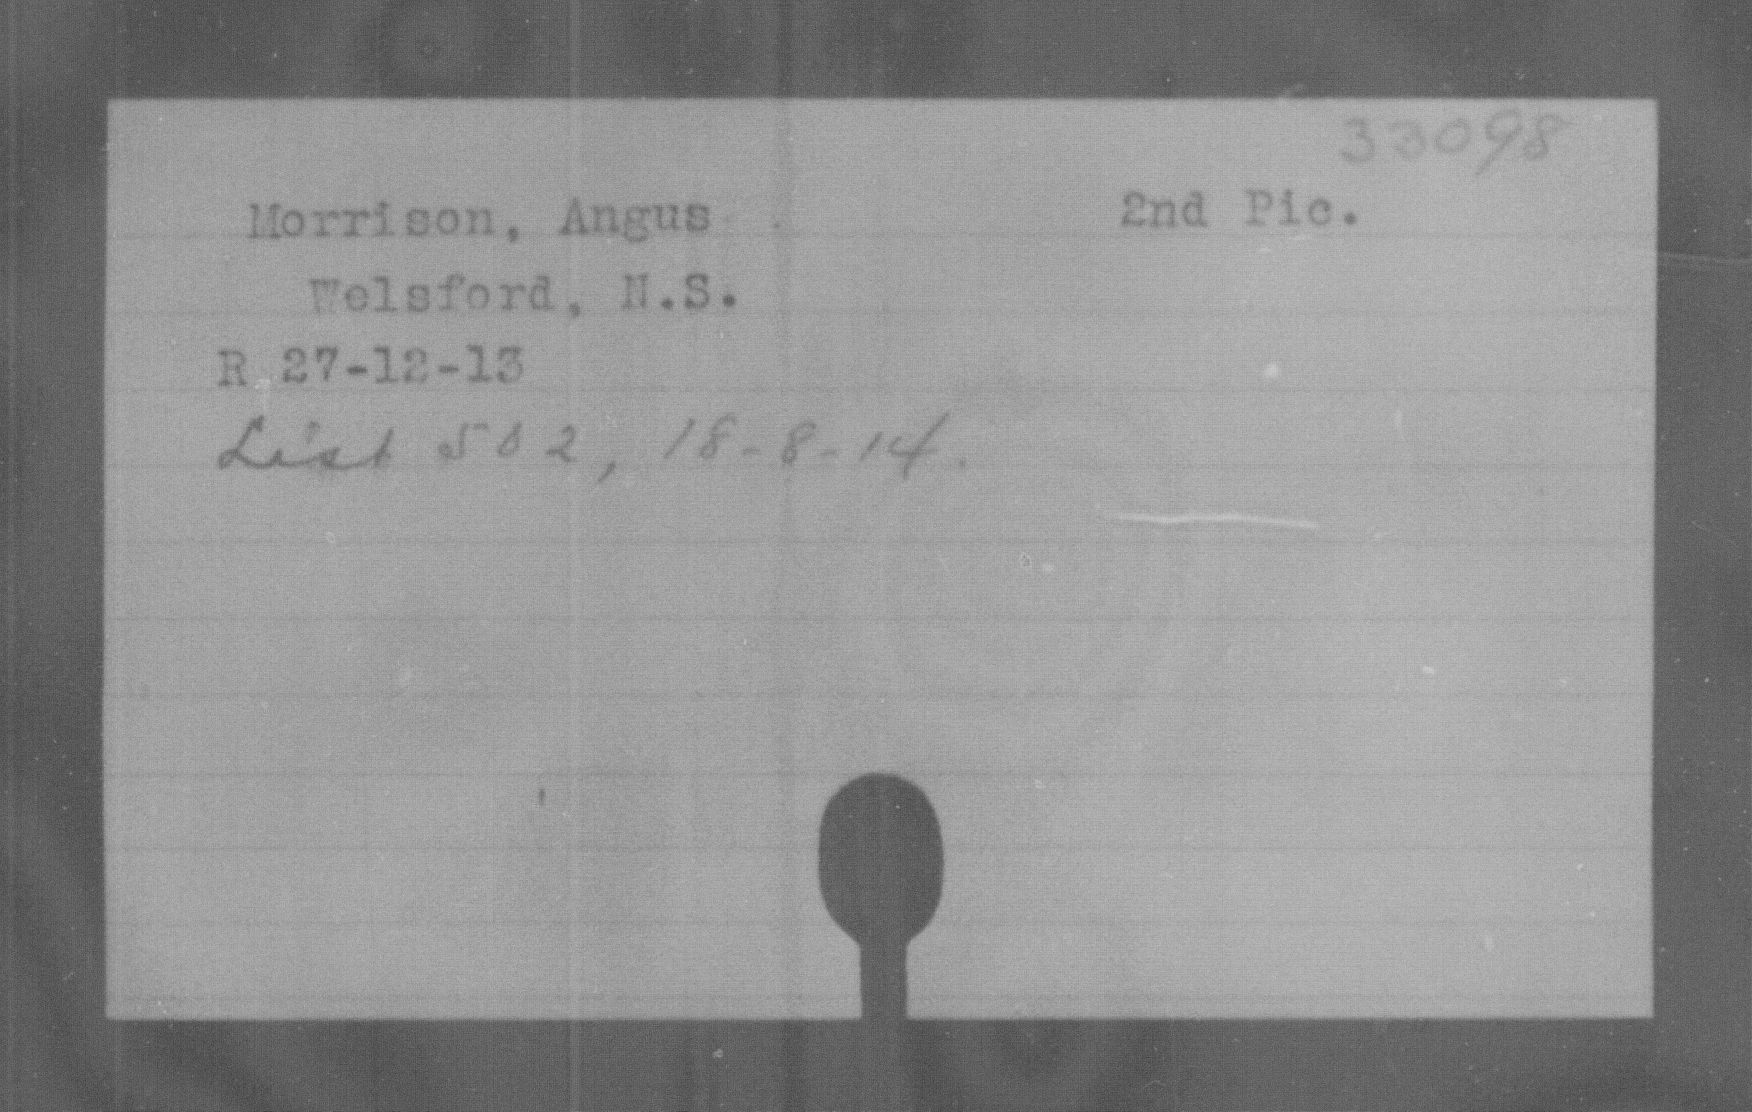 33098
Morrison, Angus 2nd Pic.
Welsford, N.S.
R 27-12-13
List 502, 18-8-14.